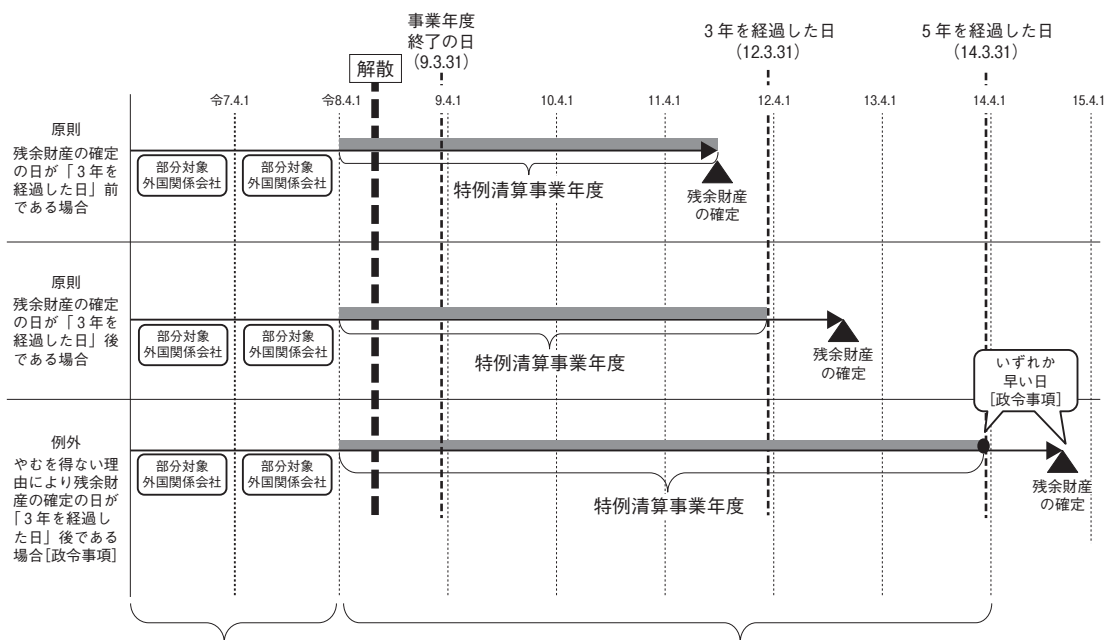 事業年度
終了の日
(9.3.31)
3年を経過した日
(12.3.31)
5年を経過した日
(14.3.31)
解散
令7.4.1
令8.4.1
9.4.1
10.4.1
11.4.1
12.4.1
13.4.1
14.4.1
15.4.1
原則
残余財産の確定
の日が「3年を
経過した日」前
である場合
部分対象
外国関係会社
部分対象
外国関係会社
特例清算事業年度
残余財産
の確定
原則
残余財産の確定
の日が「3年を
経過した日」後
である場合
部分対象
外国関係会社
部分対象
外国関係会社
特例清算事業年度
残余財産
の確定
いずれか
早い日
[政令事項]
例外
やむを得ない理
由により残余財
産の確定の日が
「3年を経過し
た日」後である
場合[政令事項]
部分対象
外国関係会社
部分対象
外国関係会社
特例清算事業年度
残余財産
の確定